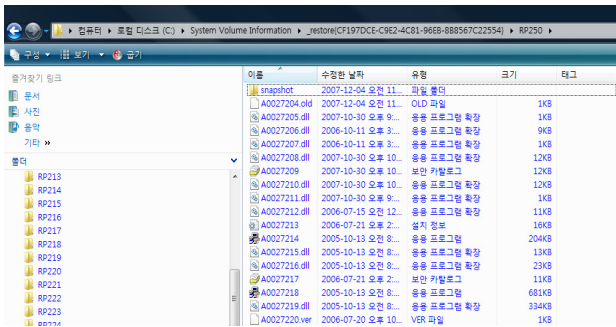 컴퓨터 ▸ 로컬 디스크 (C:) ▸ System Volume Information ▸ _restore{CF197DCE-C9E2-4C81-96EB-8B8567C22554} ▸ RP250 ▸
구성 보기 굽기
즐겨찾기 링크
문서
사진
음악
기타 »
폴더
RP213
RP214
RP215
RP216
RP217
RP218
RP219
RP220
RP221
RP222
RP223
RP224
이름 수정한 날짜 유형 크기 태그
snapshot 2007-12-04 오전 11... 파일 폴더
A0027204.old 2007-12-04 오전 11... OLD 파일 1KB
A0027205.dll 2007-10-30 오후 9:... 응용 프로그램 확장 1KB
A0027206.dll 2006-10-11 오후 3:... 응용 프로그램 확장 9KB
A0027207.dll 2006-10-11 오후 3:... 응용 프로그램 확장 1KB
A0027208.dll 2007-10-30 오후 10... 응용 프로그램 확장 12KB
A0027209 2007-10-30 오후 10... 보안 카탈로그 12KB
A0027210.dll 2007-10-30 오후 10... 응용 프로그램 확장 12KB
A0027211.dll 2007-10-30 오후 9:... 응용 프로그램 확장 1KB
A0027212.dll 2006-07-15 오전 12... 응용 프로그램 확장 11KB
A0027213 2006-07-21 오후 2:... 설치 정보 16KB
A0027214 2005-10-13 오전 8:... 응용 프로그램 204KB
A0027215.dll 2005-10-13 오전 8:... 응용 프로그램 확장 13KB
A0027216.dll 2005-10-13 오전 8:... 응용 프로그램 확장 23KB
A0027217 2006-07-21 오후 2:... 보안 카탈로그 11KB
A0027218 2005-10-13 오전 8:... 응용 프로그램 681KB
A0027219.dll 2005-10-13 오전 8:... 응용 프로그램 확장 334KB
A0027220.ver 2006-07-20 오후 10... VER 파일 1KB